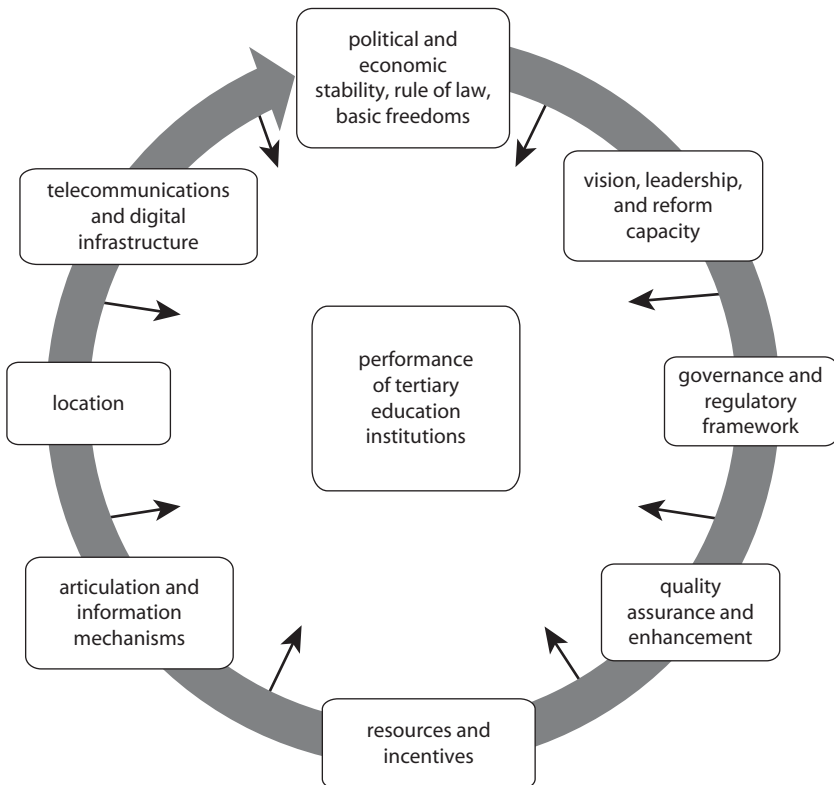 political and
economic
stability, rule of law,
basic freedoms
telecommunications
and digital
infrastructure
vision, leadership,
and reform
capacity
performance
of tertiary
education
institutions
location
governance and
regulatory
framework
articulation and
information
mechanisms
quality
assurance and
enhancement
resources and
incentives